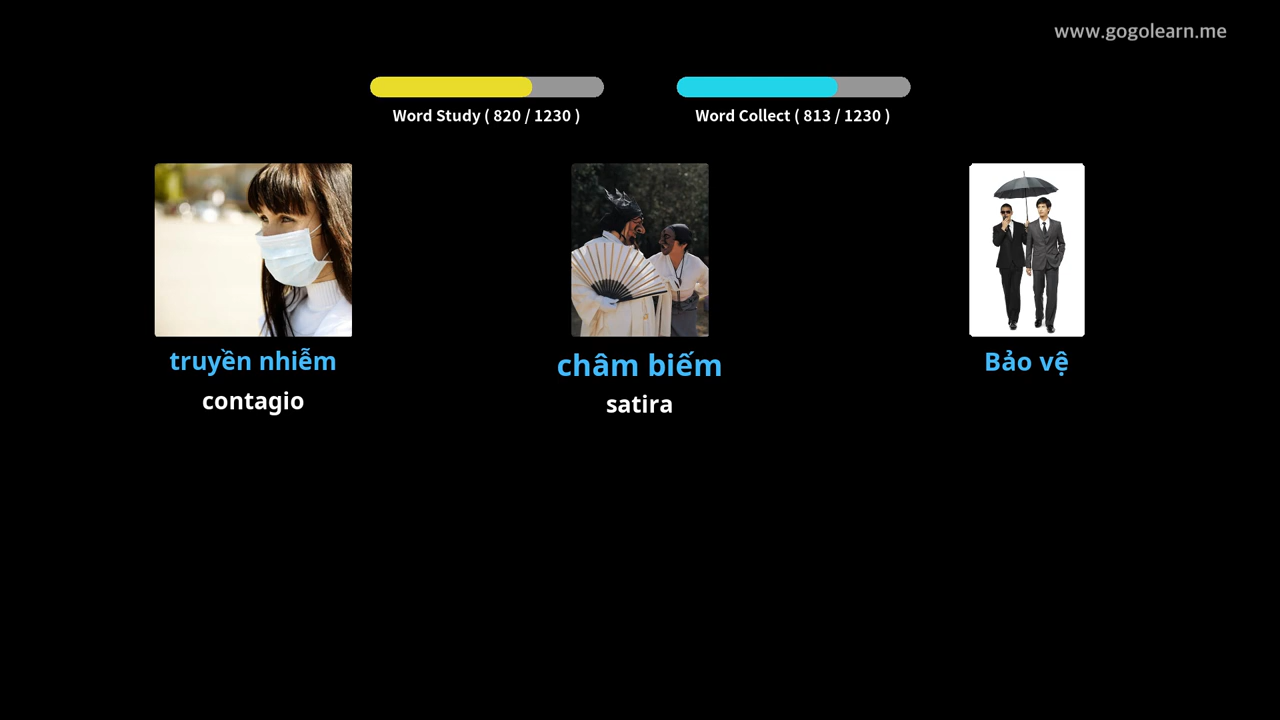 www.gogolearn.me
Word Study ( 820 / 1230 )
Word Collect ( 813 / 1230 )
truyền nhiễm
contagio
châm biếm
satira
Bảo vệ